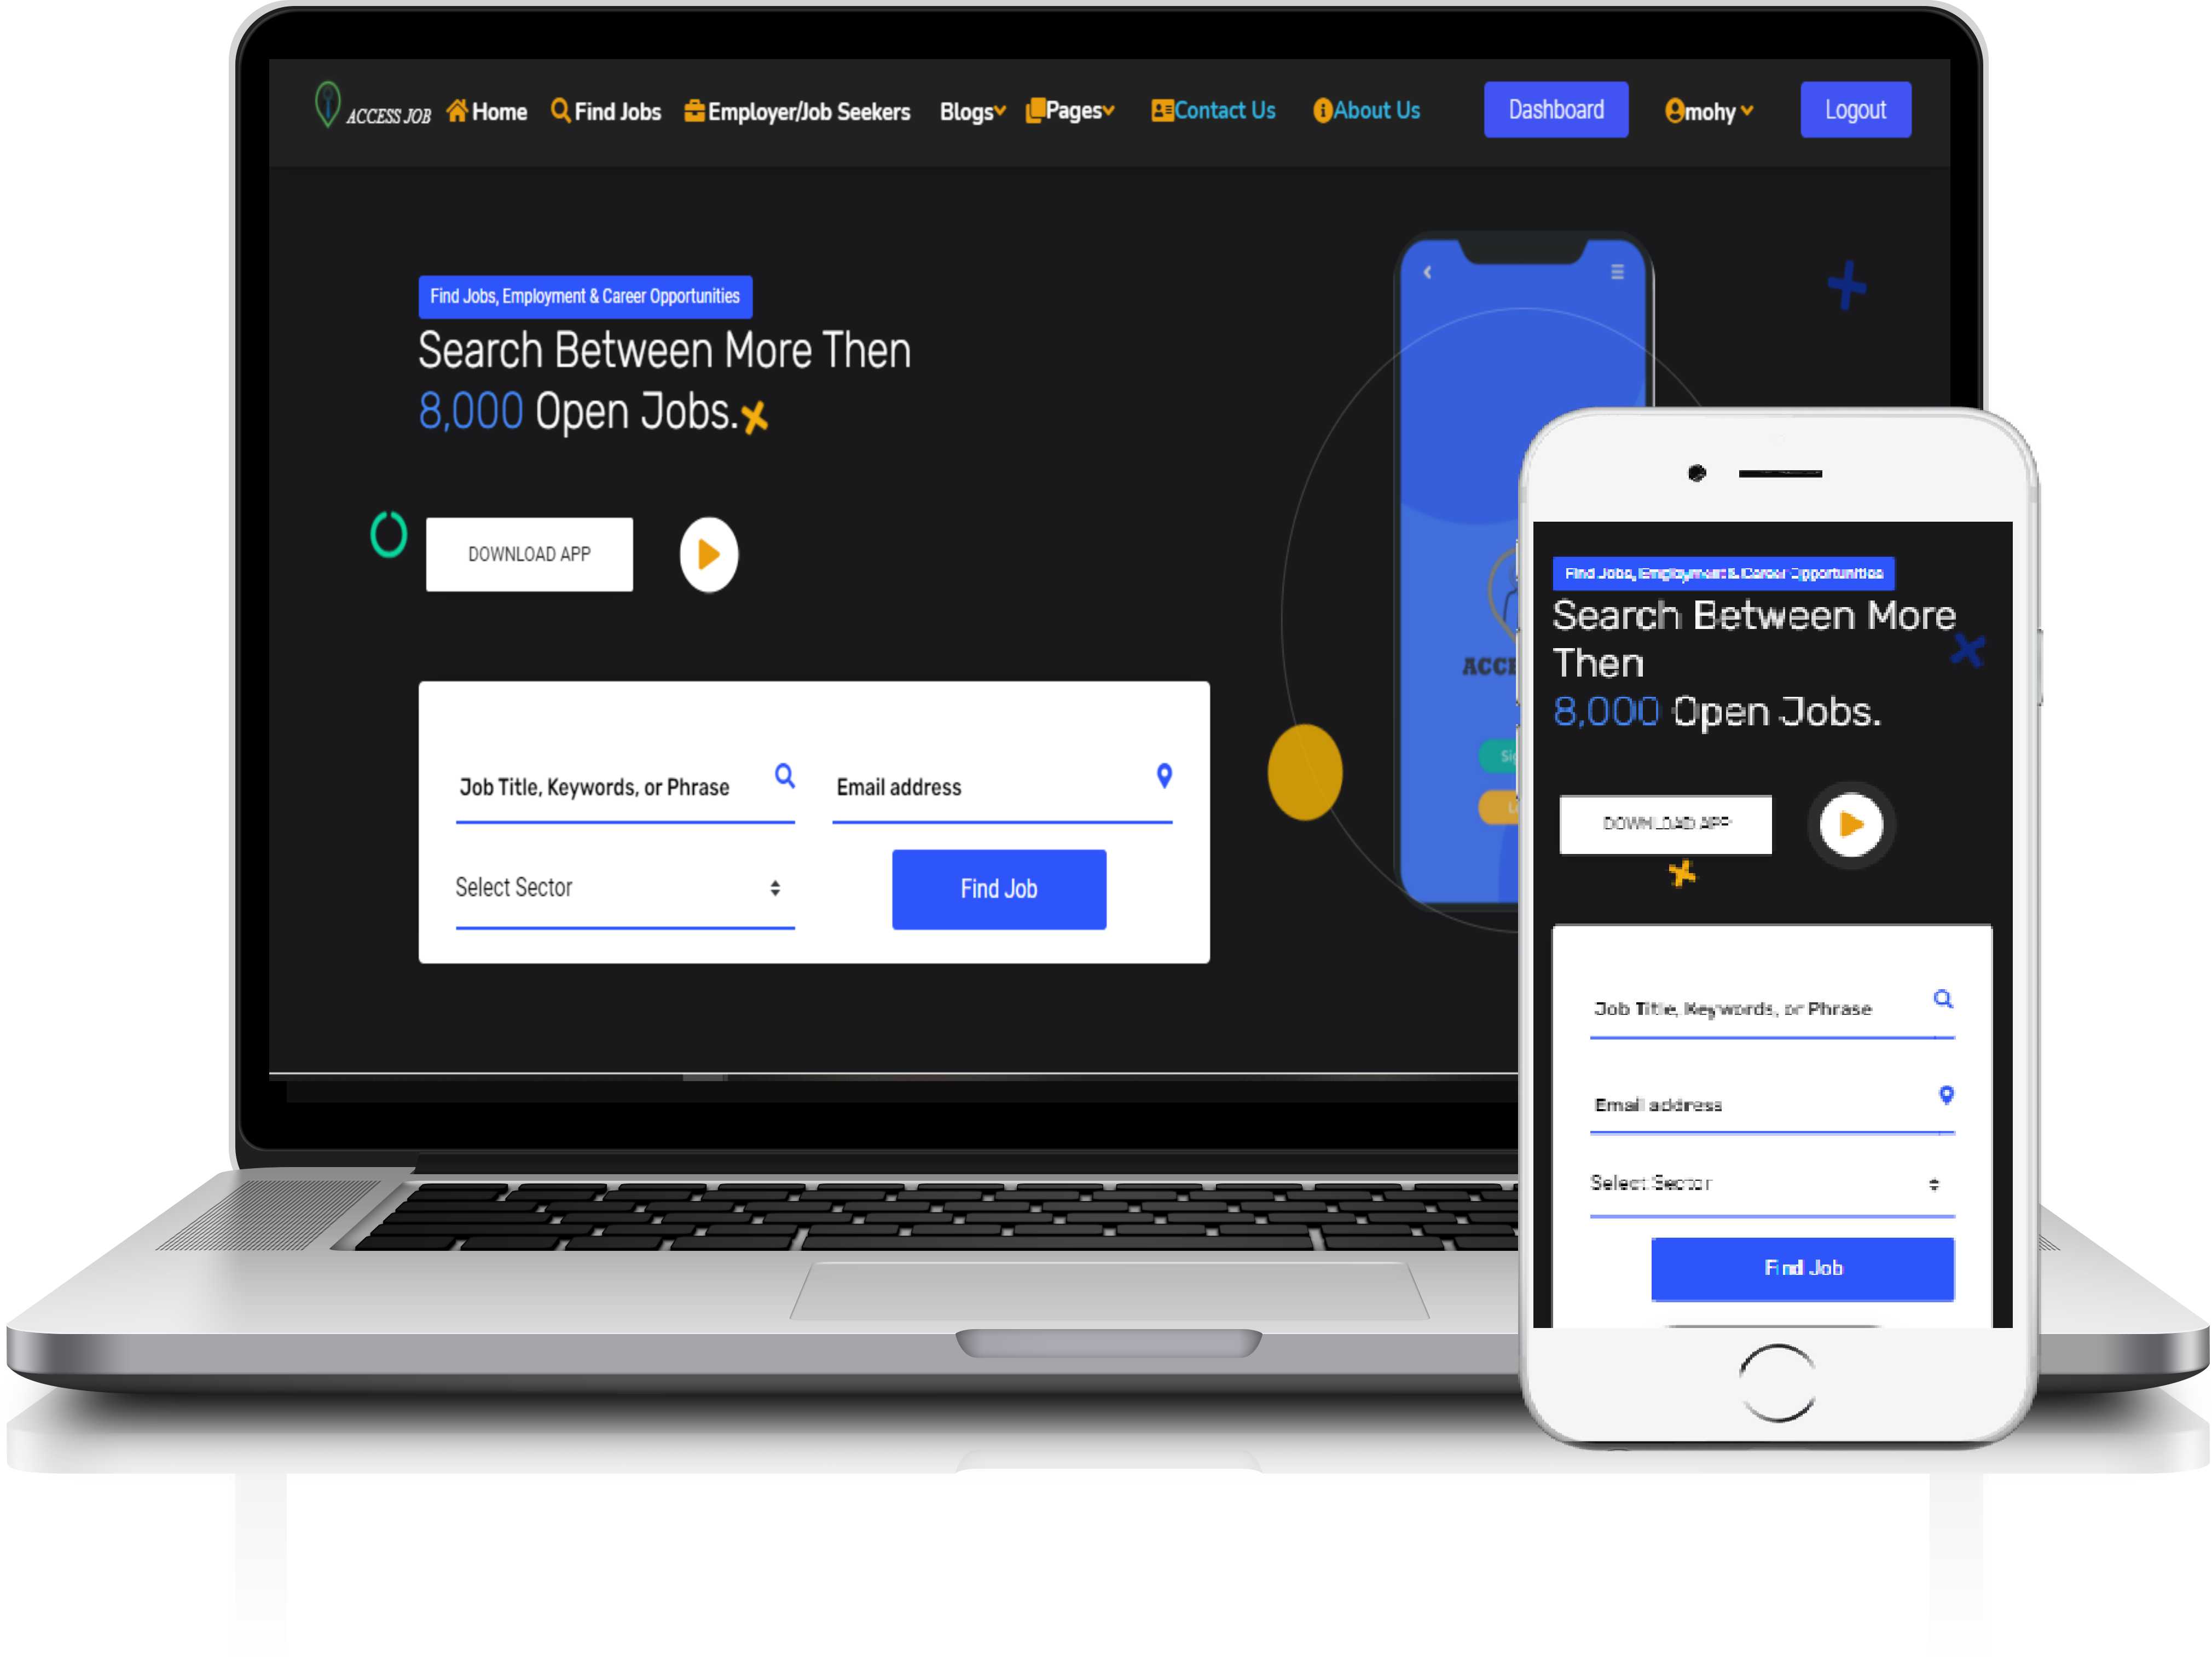 ACCESS JOB Home Find Jobs Employer/Job Seekers Blogs Pages Contact Us About Us Dashboard mohy Logout
Find Jobs, Employment & Career Opportunities
Search Between More Then
8,000 Open Jobs.
DOWNLOAD APP
Job Title, Keywords, or Phrase Email address
Select Sector Find Job
Find Jobs, Employment & Career Opportunities
Search Between More
Then
8,000 Open Jobs.
DOWNLOAD APP
Job Title, Keywords, or Phrase
Email address
Select Sector
Find Job